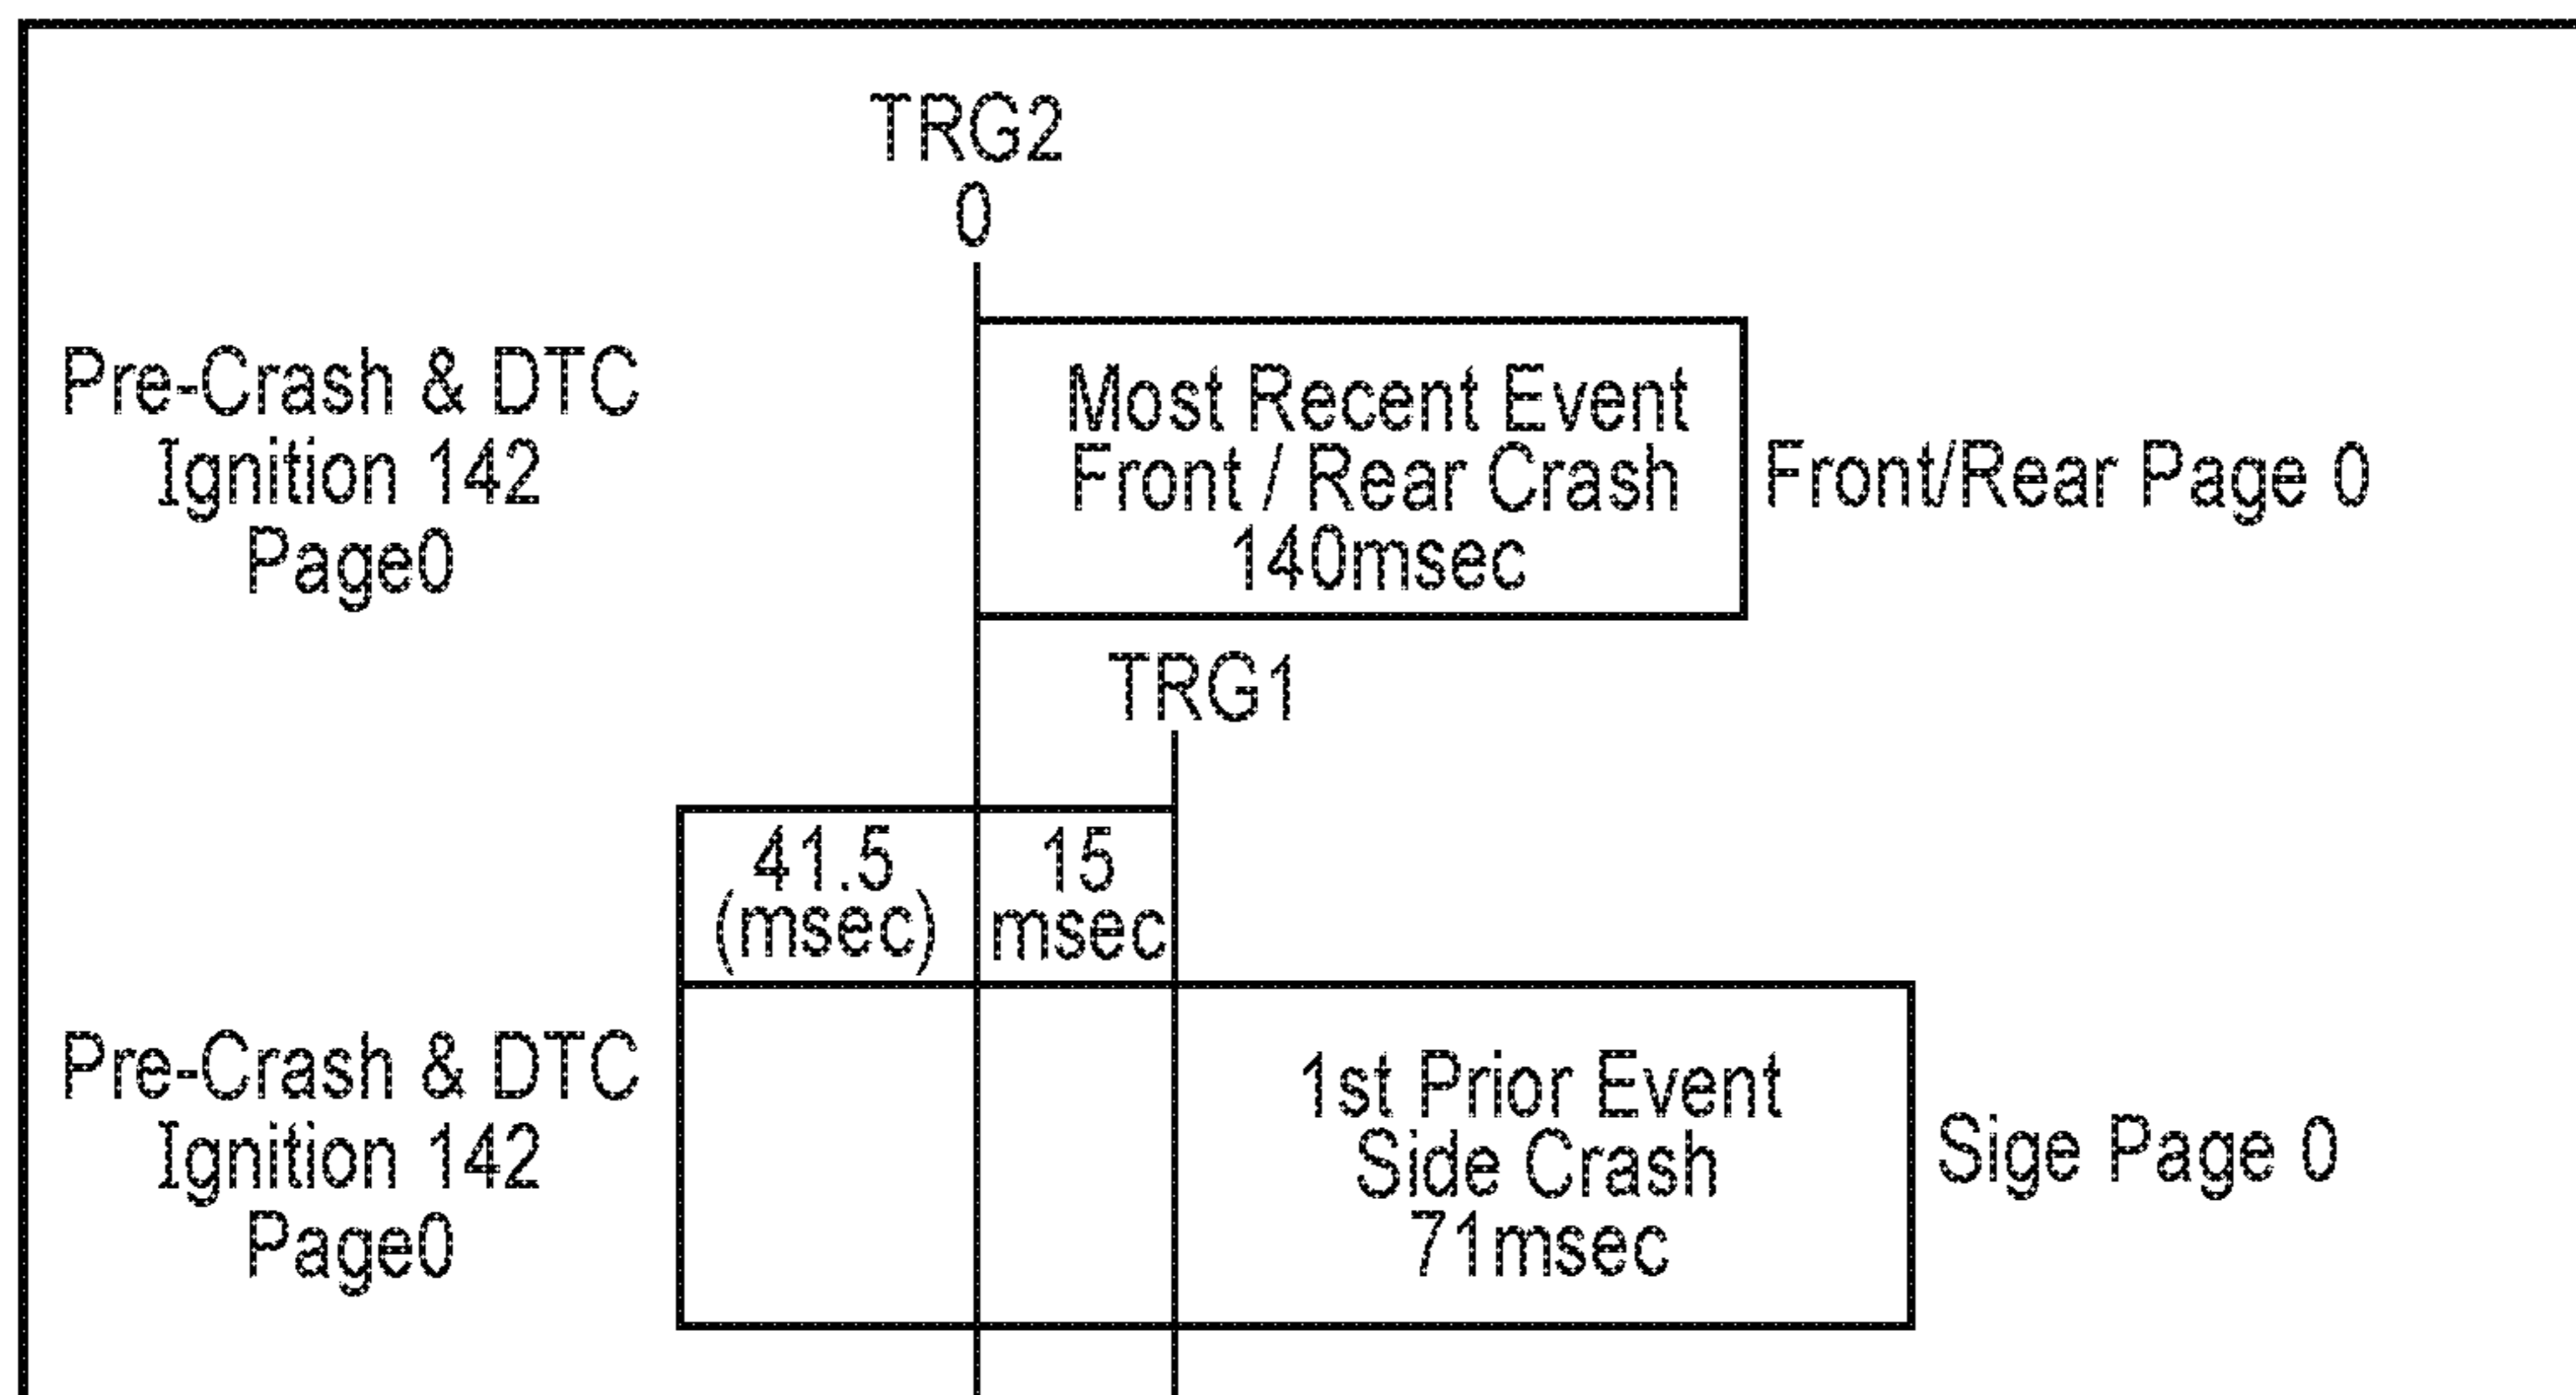 TRG2
0
Pre-Crash & DTC
Ignition 142
Page0
Most Recent Event
Front / Rear Crash
140msec
Front/Rear Page 0
TRG1
41.5
(msec)
15
msec
Pre-Crash & DTC
Ignition 142
Page0
1st Prior Event
Side Crash
71msec
Sige Page 0